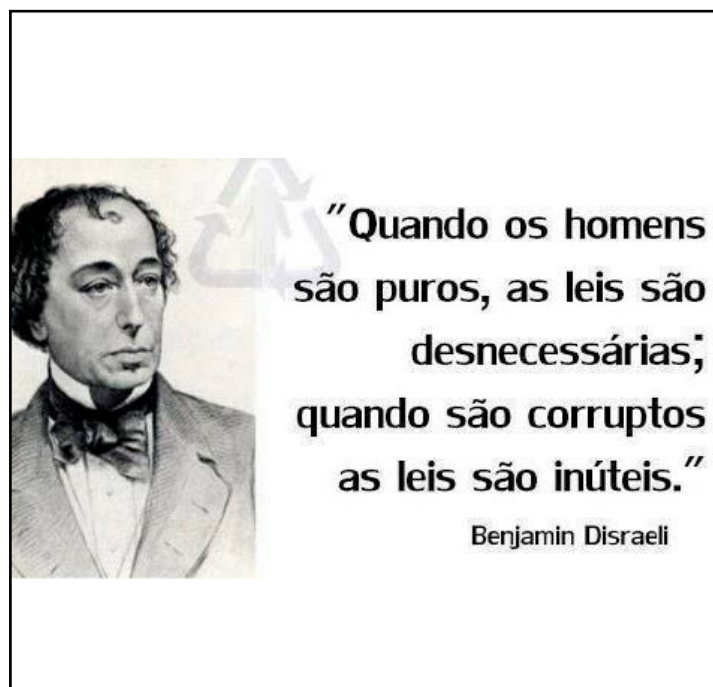 "Quando os homens
são puros, as leis são
desnecessárias;
quando são corruptos
as leis são inúteis."
Benjamin Disraeli